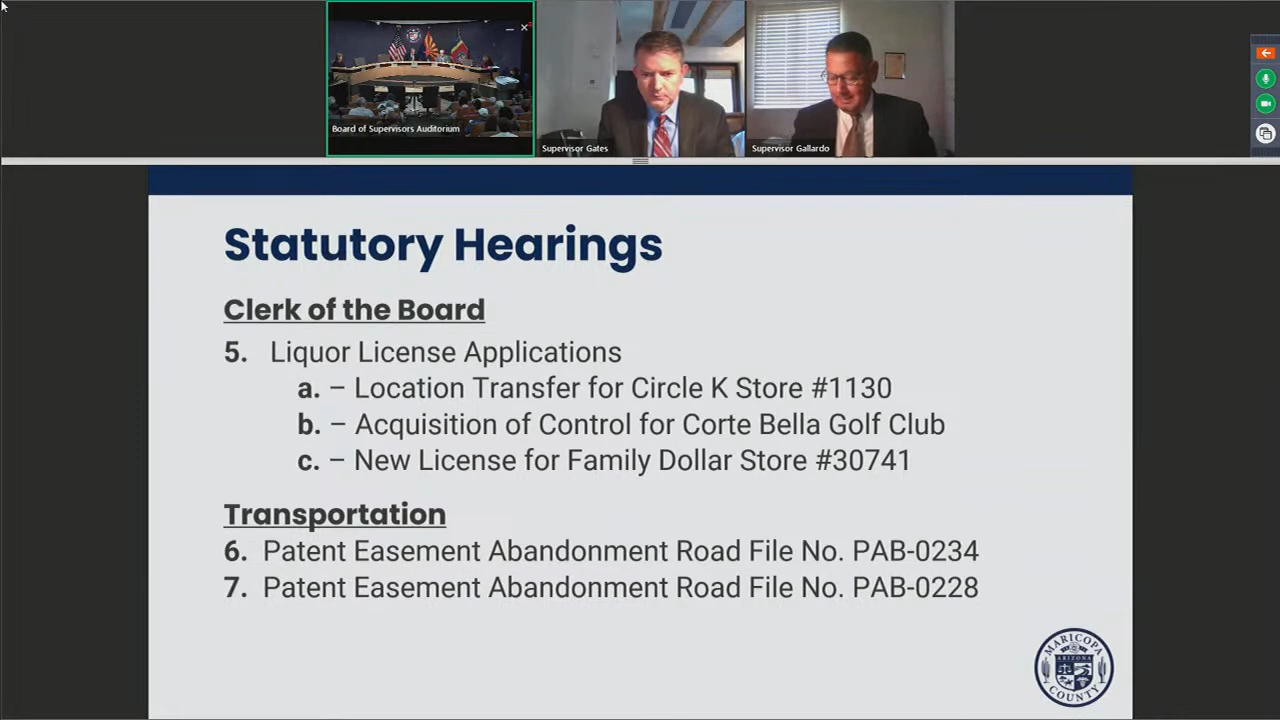 Board of Supervisors Auditorium
Supervisor Gates
Supervisor Gallardo
Statutory Hearings
Clerk of the Board
5. Liquor License Applications
a. – Location Transfer for Circle K Store #1130
b. – Acquisition of Control for Corte Bella Golf Club
c. – New License for Family Dollar Store #30741
Transportation
6. Patent Easement Abandonment Road File No. PAB-0234
7. Patent Easement Abandonment Road File No. PAB-0228
MARICOPA
ARIZONA
COUNTY